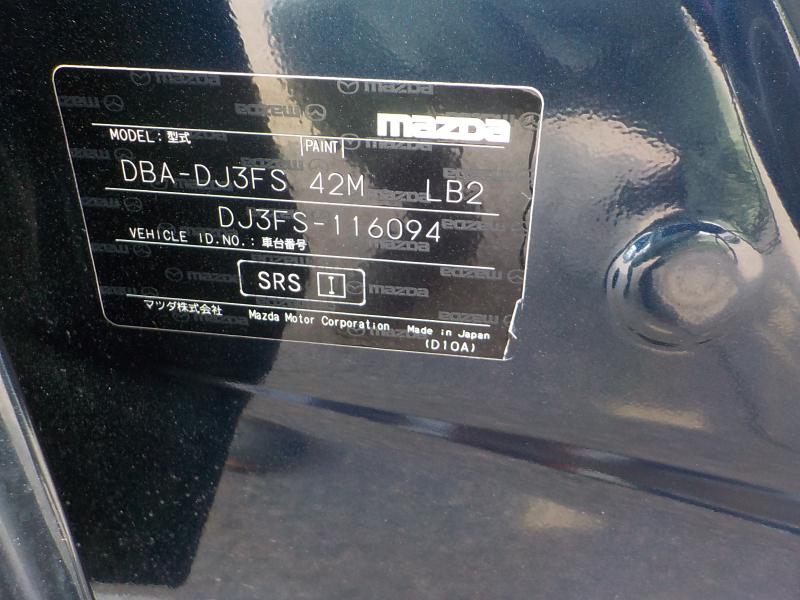 mazda
MODEL: 型式 PAINT
DBA-DJ3FS 42M LB2
DJ3FS-116094
VEHICLE ID.NO.: 車台番号
SRS I
マツダ株式会社 Mazda Motor Corporation Made in Japan
(D10A)